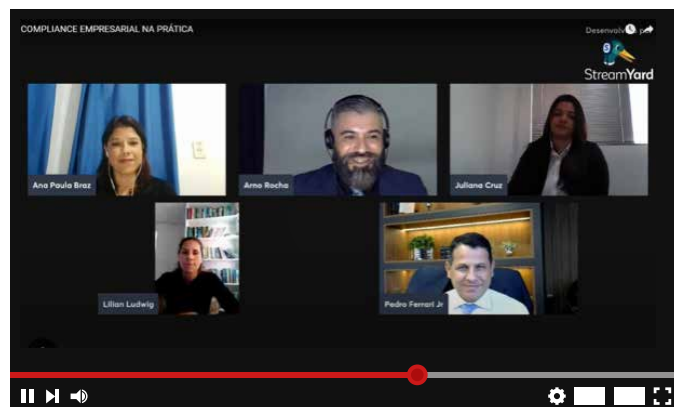 COMPLIANCE EMPRESARIAL NA PRÁTICA
StreamYard
Ana Paula Braz
Arno Rocha
Juliana Cruz
Lilian Ludwig
Pedro Ferrari Jr